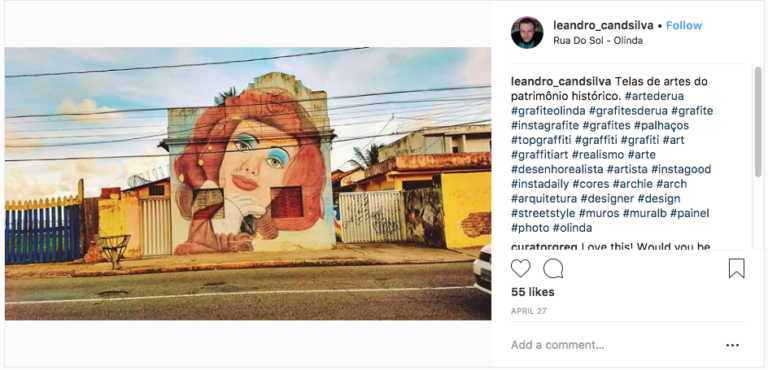 leandro_candsilva • Follow
Rua Do Sol - Olinda
leandro_candsilva Telas de artes do
patrimônio histórico. #artederua
#grafiteolinda #grafitesderua #grafite
#instagrafite #grafites #palhaços
#topgraffiti #graffiti #grafiti #art
#graffitiart #realismo #arte
#desenhorealista #artista #instagood
#instadaily #cores #archie #arch
#arquitetura #designer #design
#streetstyle #muros #muralb #painel
#photo #olinda
curatorgreg Love this! Would you be
55 likes
APRIL 27
Add a comment...